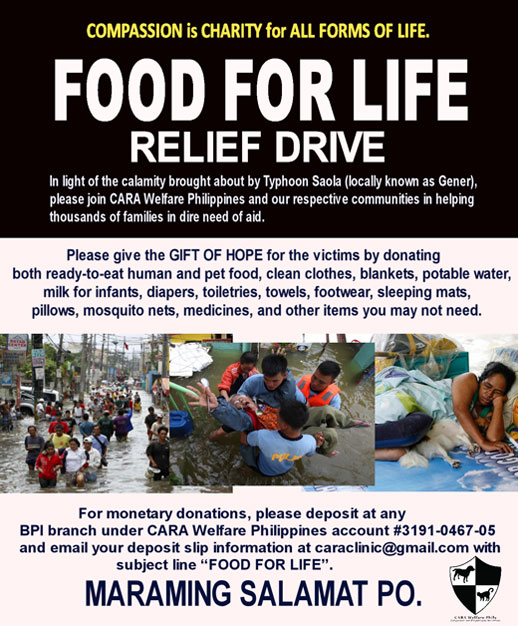 COMPASSION is CHARITY for ALL FORMS OF LIFE.
FOOD FOR LIFE
RELIEF DRIVE
In light of the calamity brought about by Typhoon Saola (locally known as Gener),
please join CARA Welfare Philippines and our respective communities in helping
thousands of families in dire need of aid.
Please give the GIFT OF HOPE for the victims by donating
both ready-to-eat human and pet food, clean clothes, blankets, potable water,
milk for infants, diapers, toiletries, towels, footwear, sleeping mats,
pillows, mosquito nets, medicines, and other items you may not need.
For monetary donations, please deposit at any
BPI branch under CARA Welfare Philippines account #3191-0467-05
and email your deposit slip information at caraclinic@gmail.com with
subject line “FOOD FOR LIFE”.
MARAMING SALAMAT PO.
CARA Welfare Phils.